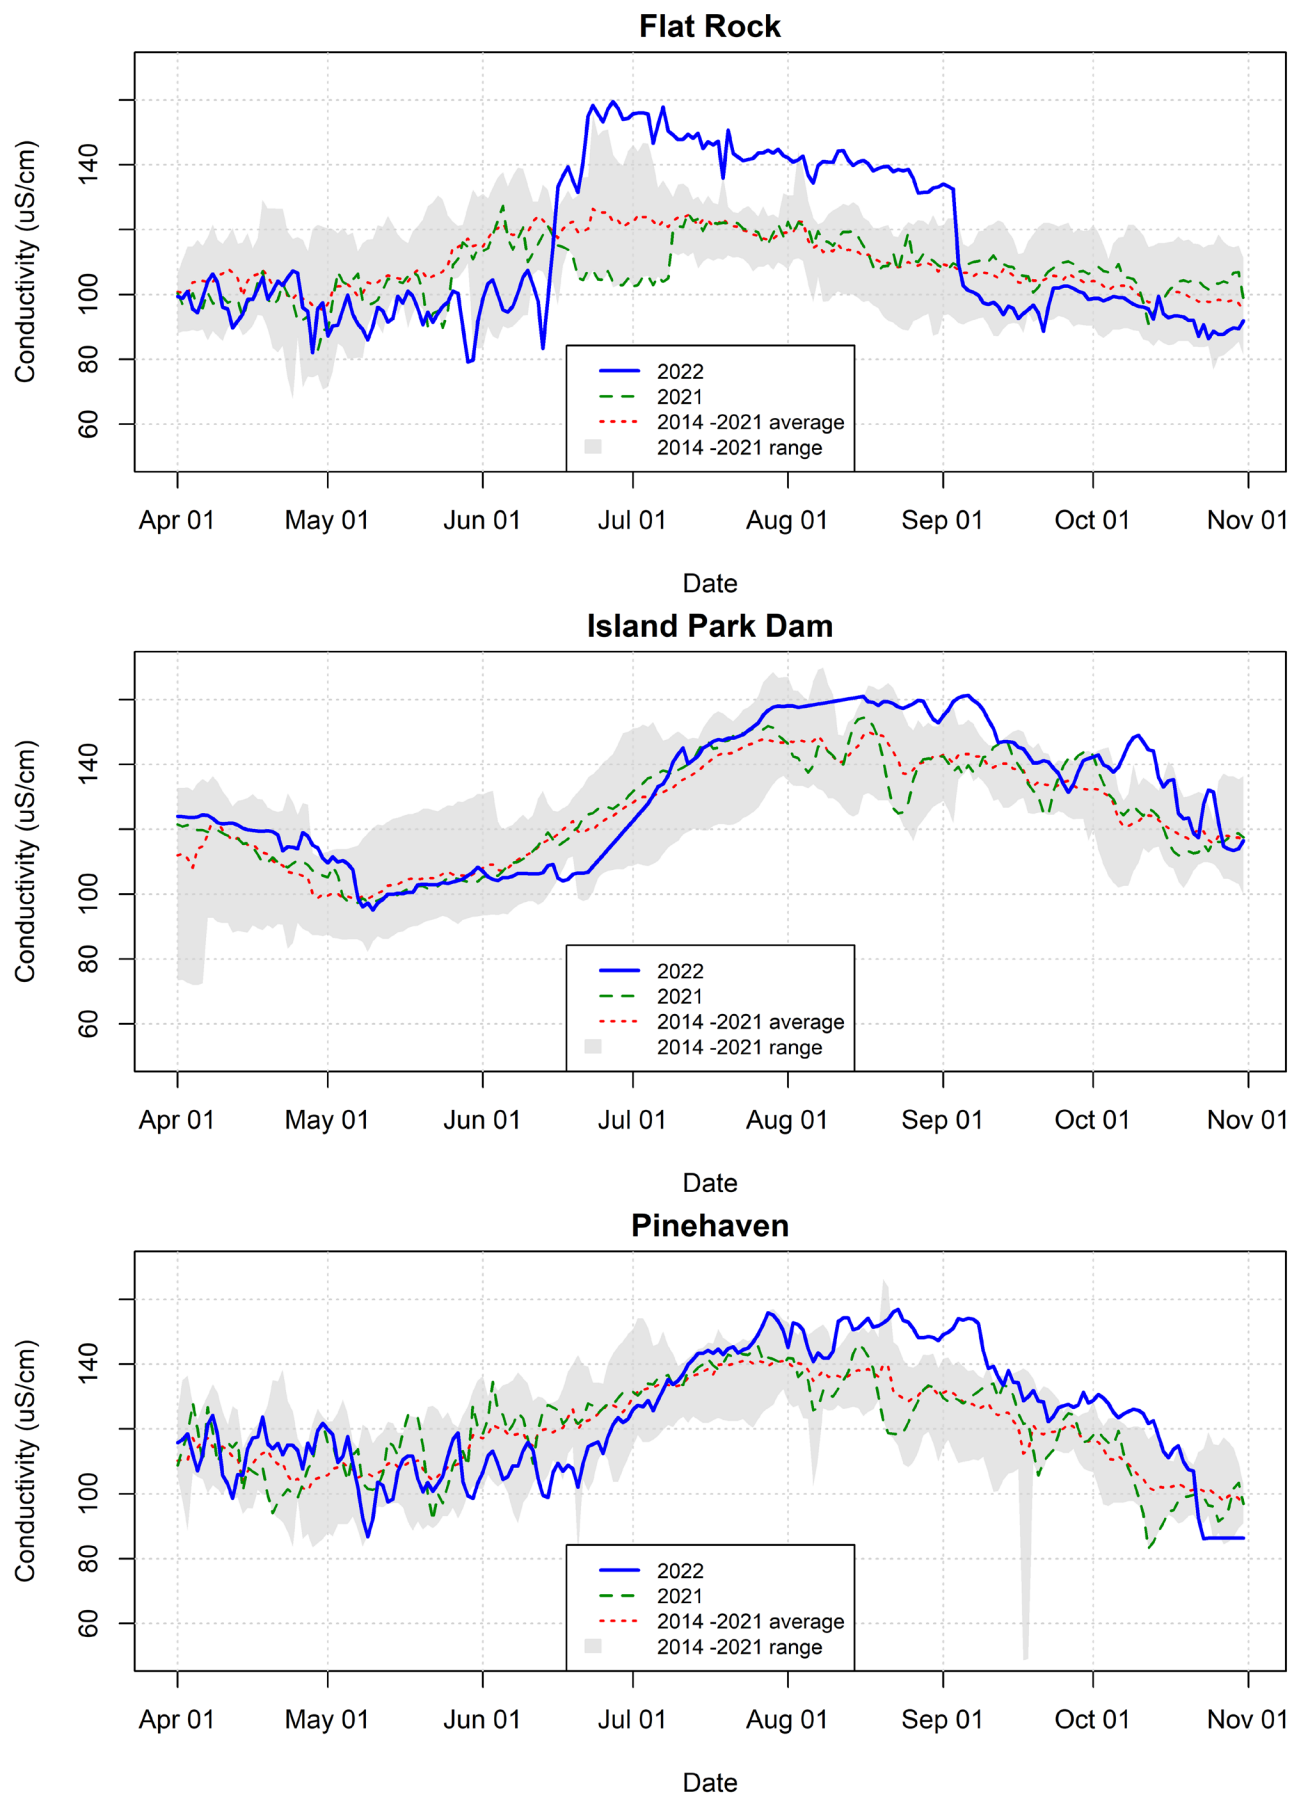 Flat Rock
Conductivity (uS/cm)
140
100
80
60
2022
2021
2014 -2021 average
2014 -2021 range
Apr 01 May 01 Jun 01 Jul 01 Aug 01 Sep 01 Oct 01 Nov 01
Date
Island Park Dam
Conductivity (uS/cm)
140
100
80
60
2022
2021
2014 -2021 average
2014 -2021 range
Apr 01 May 01 Jun 01 Jul 01 Aug 01 Sep 01 Oct 01 Nov 01
Date
Pinehaven
Conductivity (uS/cm)
140
100
80
60
2022
2021
2014 -2021 average
2014 -2021 range
Apr 01 May 01 Jun 01 Jul 01 Aug 01 Sep 01 Oct 01 Nov 01
Date